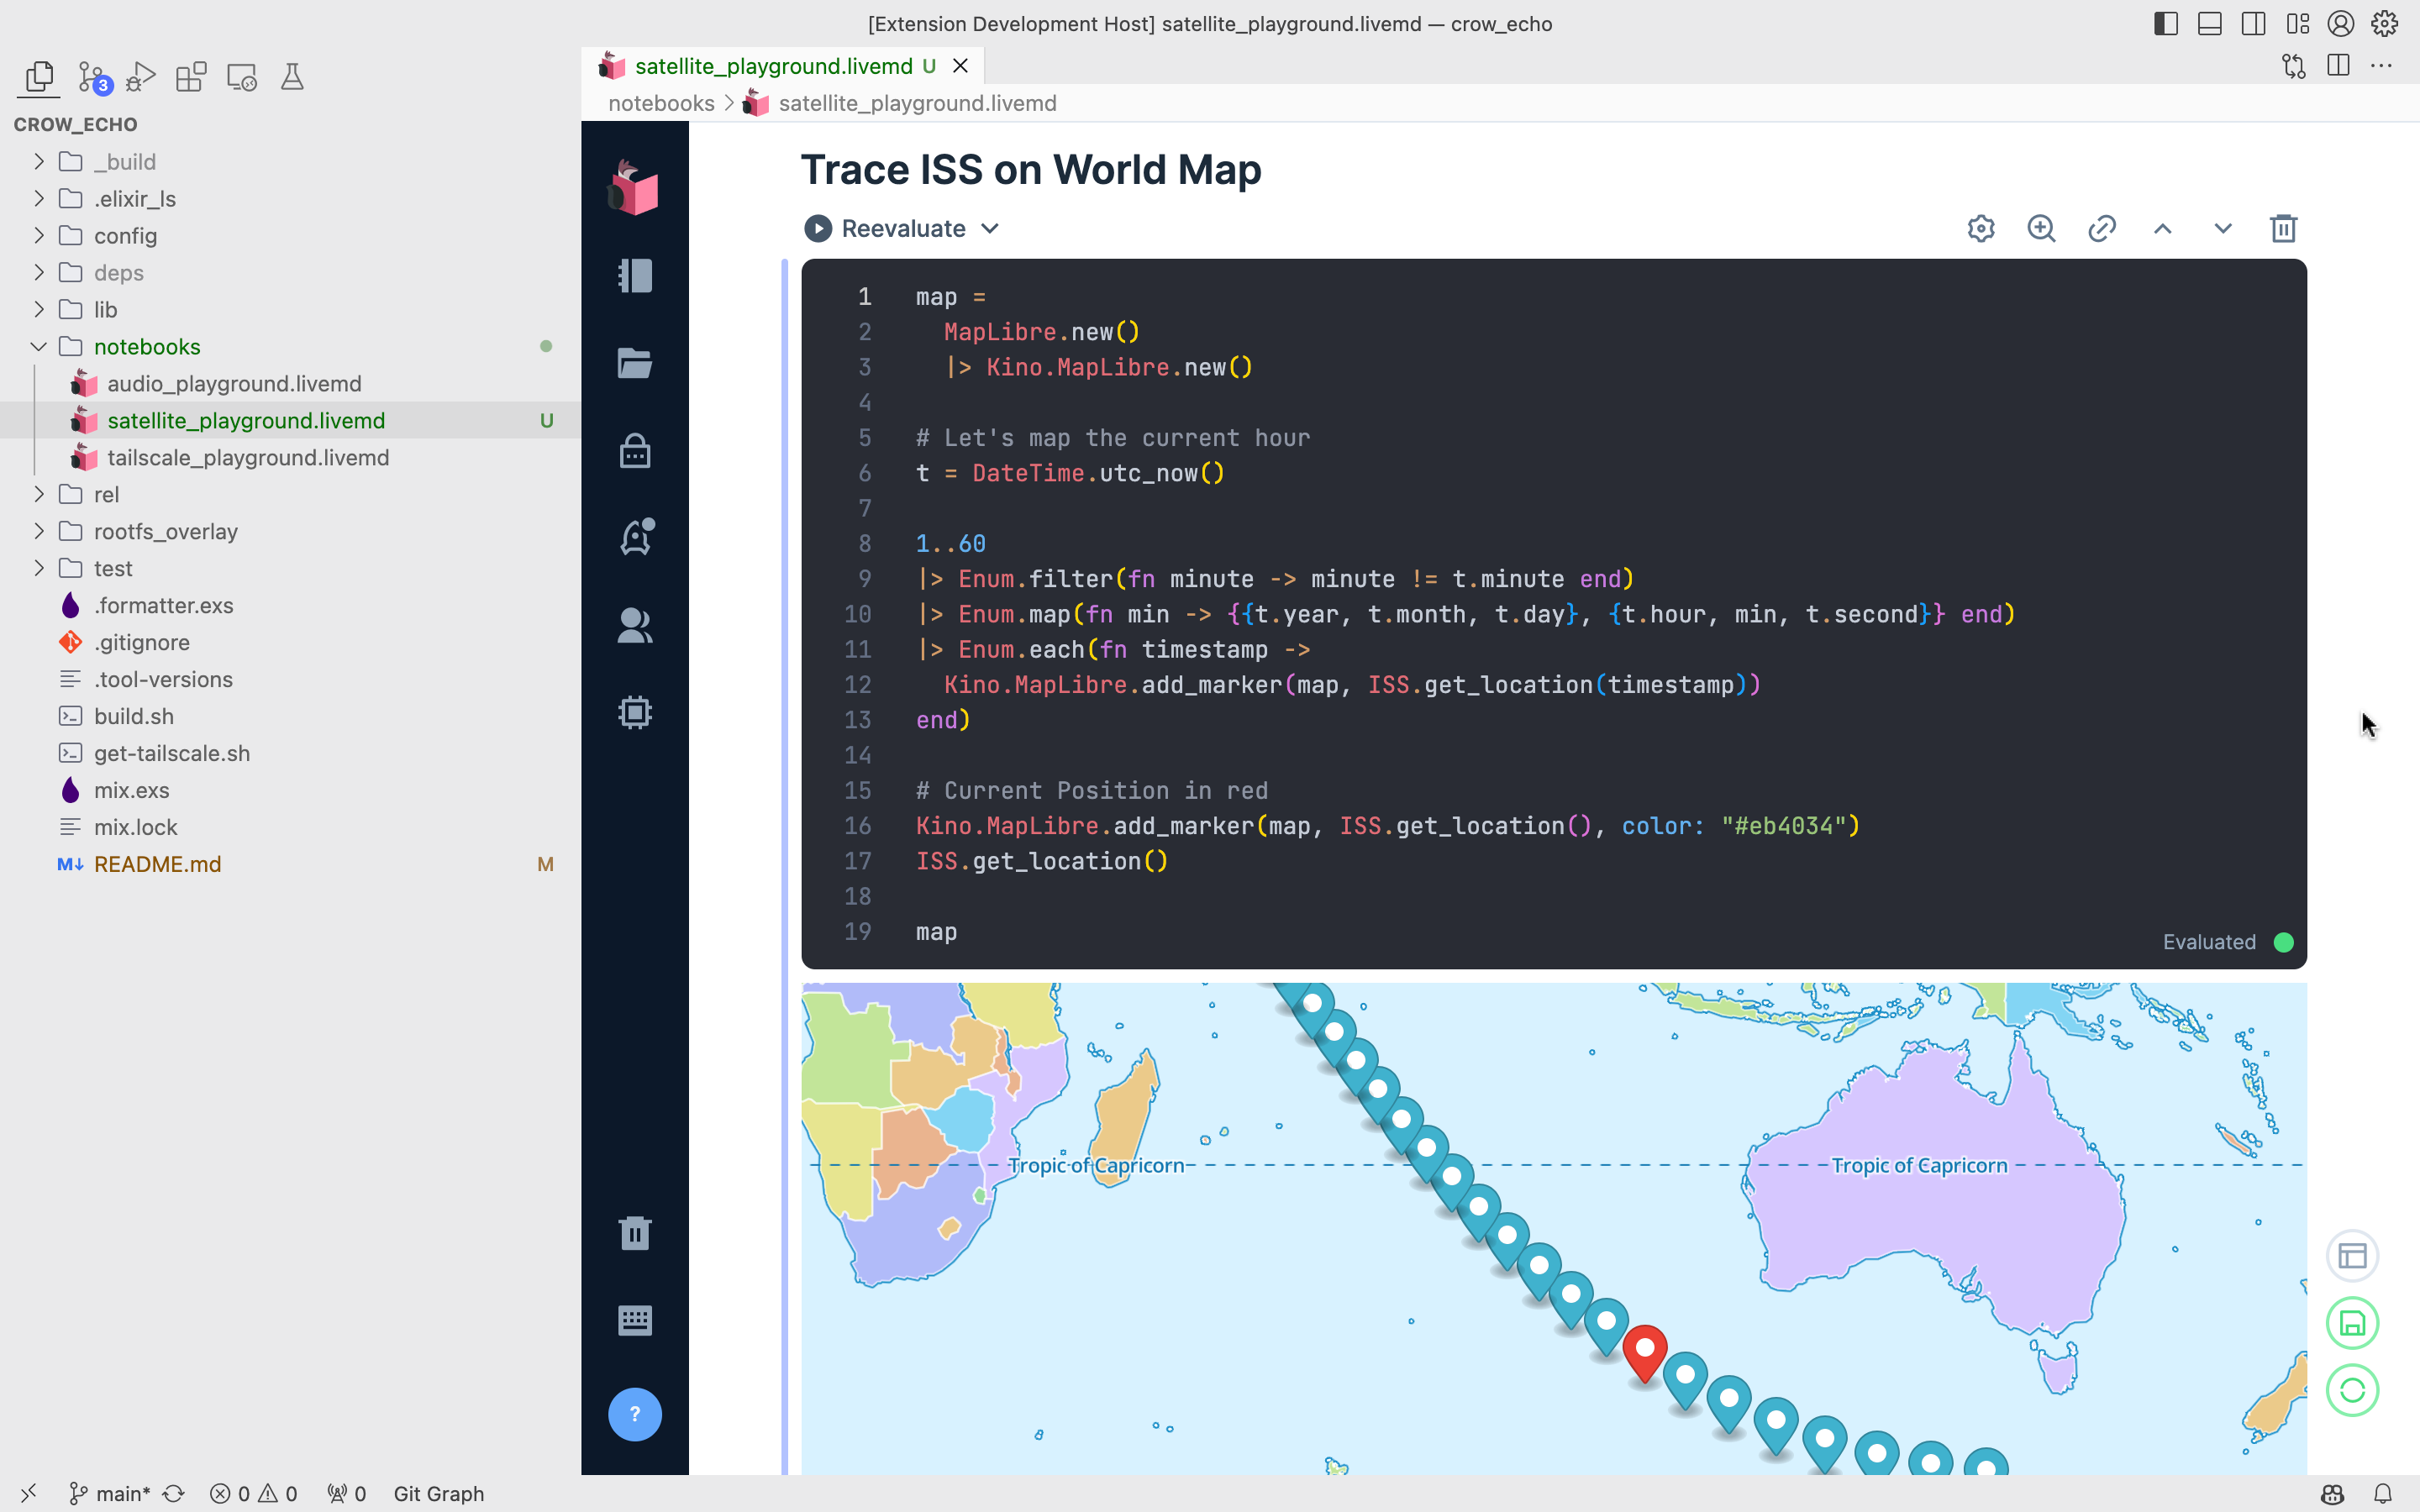 [Extension Development Host] satellite_playground.livemd — crow_echo
3
satellite_playground.livemd U
notebooks > satellite_playground.livemd
CROW_ECHO
_build
.elixir_ls
config
deps
lib
notebooks
audio_playground.livemd
satellite_playground.livemd U
tailscale_playground.livemd
rel
rootfs_overlay
test
.formatter.exs
.gitignore
.tool-versions
build.sh
get-tailscale.sh
mix.exs
mix.lock
M↓ README.md M
Trace ISS on World Map
Reevaluate
1 map =
2   MapLibre.new()
3   |> Kino.MapLibre.new()
4
5 # Let's map the current hour
6 t = DateTime.utc_now()
7
8 1..60
9 |> Enum.filter(fn minute -> minute != t.minute end)
10 |> Enum.map(fn min -> {{t.year, t.month, t.day}, {t.hour, min, t.second}} end)
11 |> Enum.each(fn timestamp ->
12   Kino.MapLibre.add_marker(map, ISS.get_location(timestamp))
13 end)
14
15 # Current Position in red
16 Kino.MapLibre.add_marker(map, ISS.get_location(), color: "#eb4034")
17 ISS.get_location()
18
19 map
Evaluated
Tropic of Capricorn
Tropic of Capricorn
?
main* 0 0 0 Git Graph